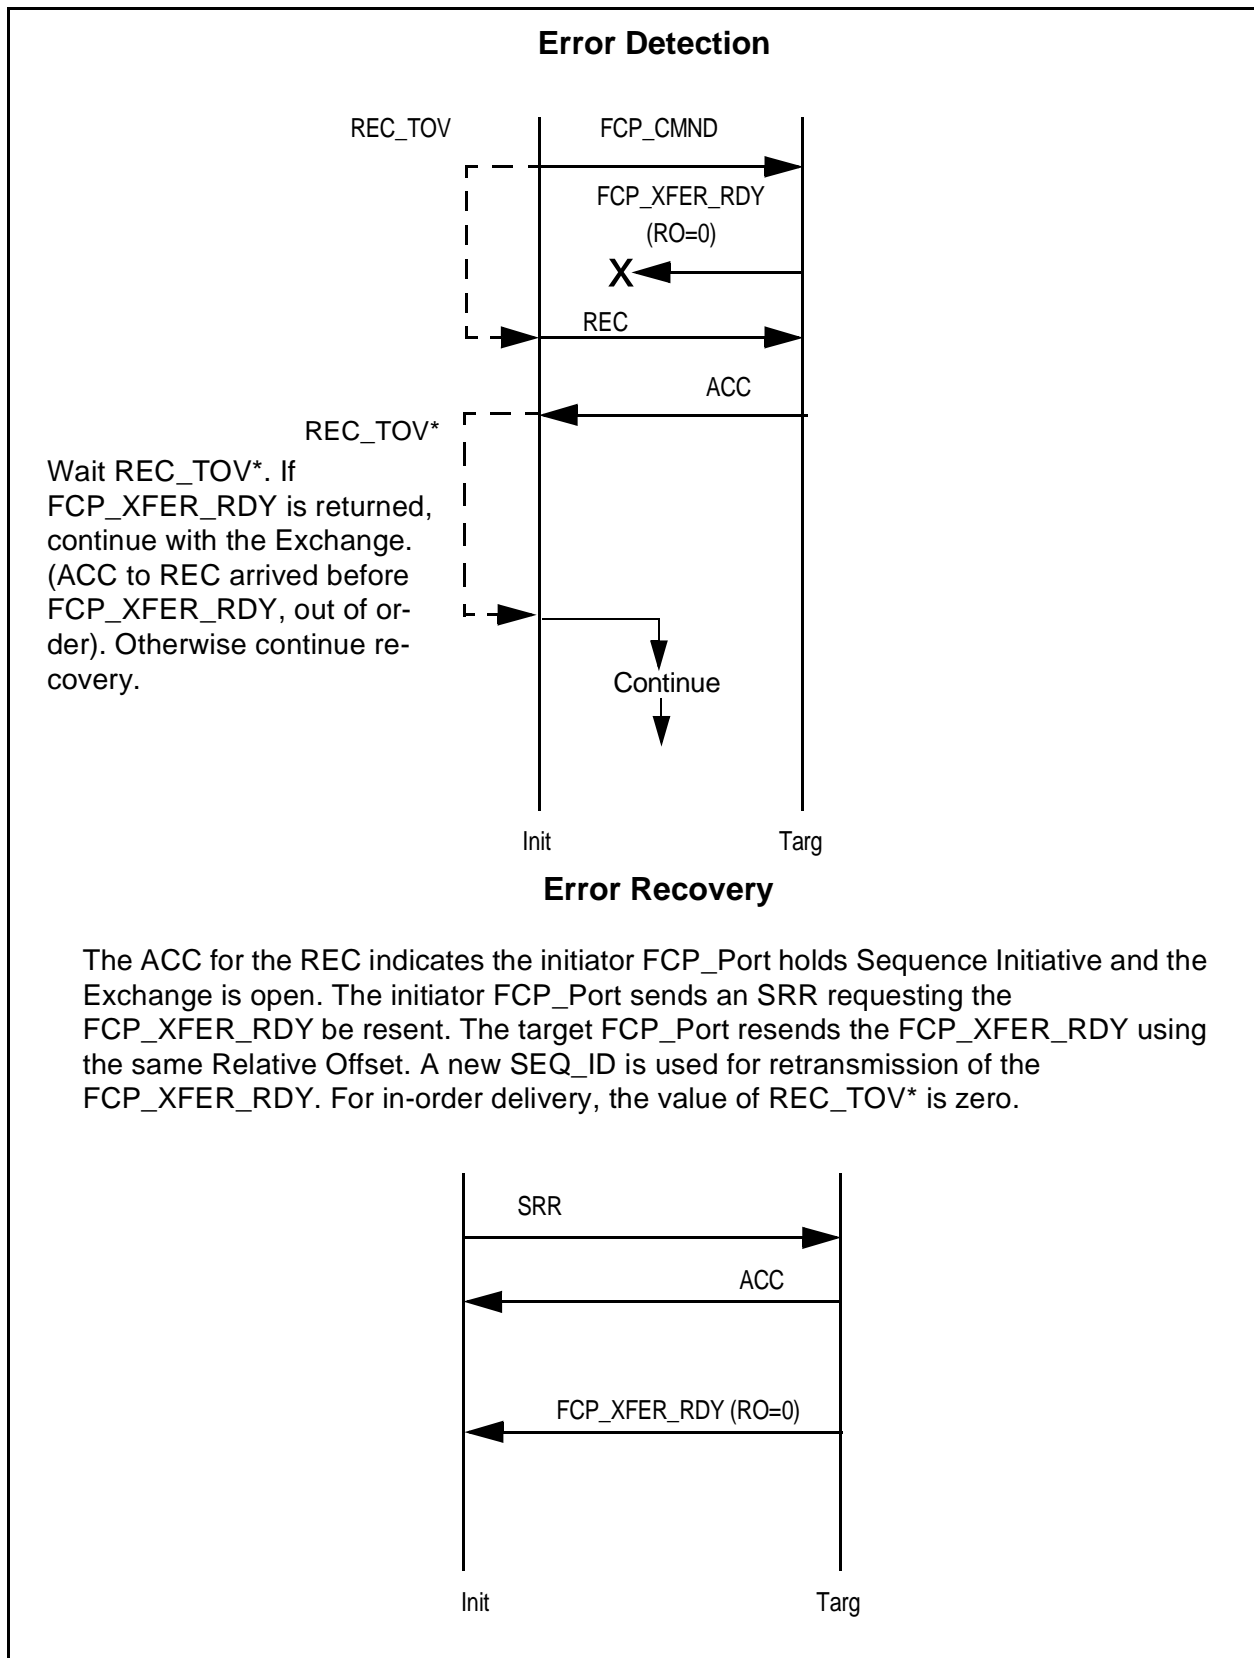 Error Detection
REC_TOV
FCP_CMND
FCP_XFER_RDY
(RO=0)
X
REC
ACC
REC_TOV*
Wait REC_TOV*. If
FCP_XFER_RDY is returned,
continue with the Exchange.
(ACC to REC arrived before
FCP_XFER_RDY, out of or-
der). Otherwise continue re-
covery.
Continue
Init
Targ
Error Recovery
The ACC for the REC indicates the initiator FCP_Port holds Sequence Initiative and the
Exchange is open. The initiator FCP_Port sends an SRR requesting the
FCP_XFER_RDY be resent. The target FCP_Port resends the FCP_XFER_RDY using
the same Relative Offset. A new SEQ_ID is used for retransmission of the
FCP_XFER_RDY. For in-order delivery, the value of REC_TOV* is zero.
SRR
ACC
FCP_XFER_RDY (RO=0)
Init
Targ